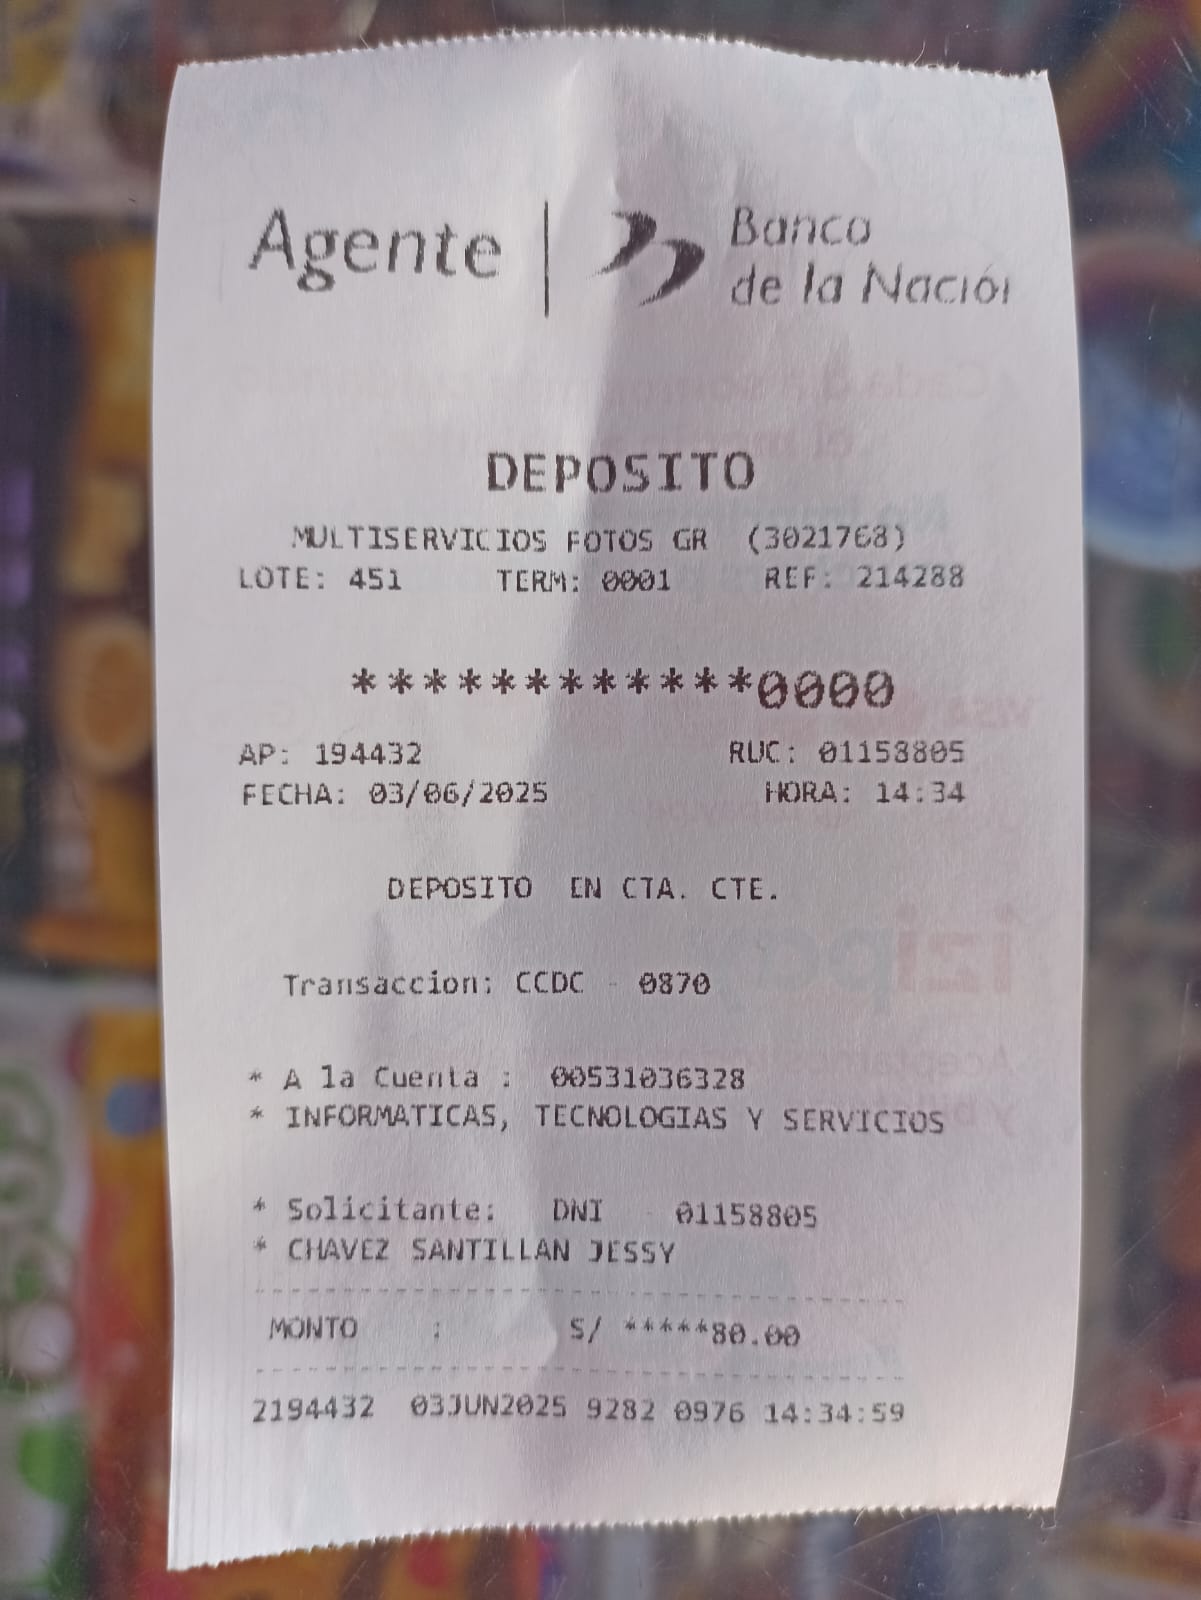 Agente | Banco
de la Nación
DEPOSITO
MULTISERVICIOS FOTOS GR (3021768)
LOTE: 451 TERM: 0001 REF: 214288
************0000
AP: 194432 RUC: 01158805
FECHA: 03/06/2025 HORA: 14:34
DEPOSITO EN CTA. CTE.
Transaccion: CCDC - 0870
* A la Cuenta : 00531036328
* INFORMATICAS, TECNOLOGIAS Y SERVICIOS
* Solicitante: DNI - 01158805
* CHAVEZ SANTILLAN JESSY
MONTO : S/ *****80.00
2194432 03JUN2025 9282 0976 14:34:59